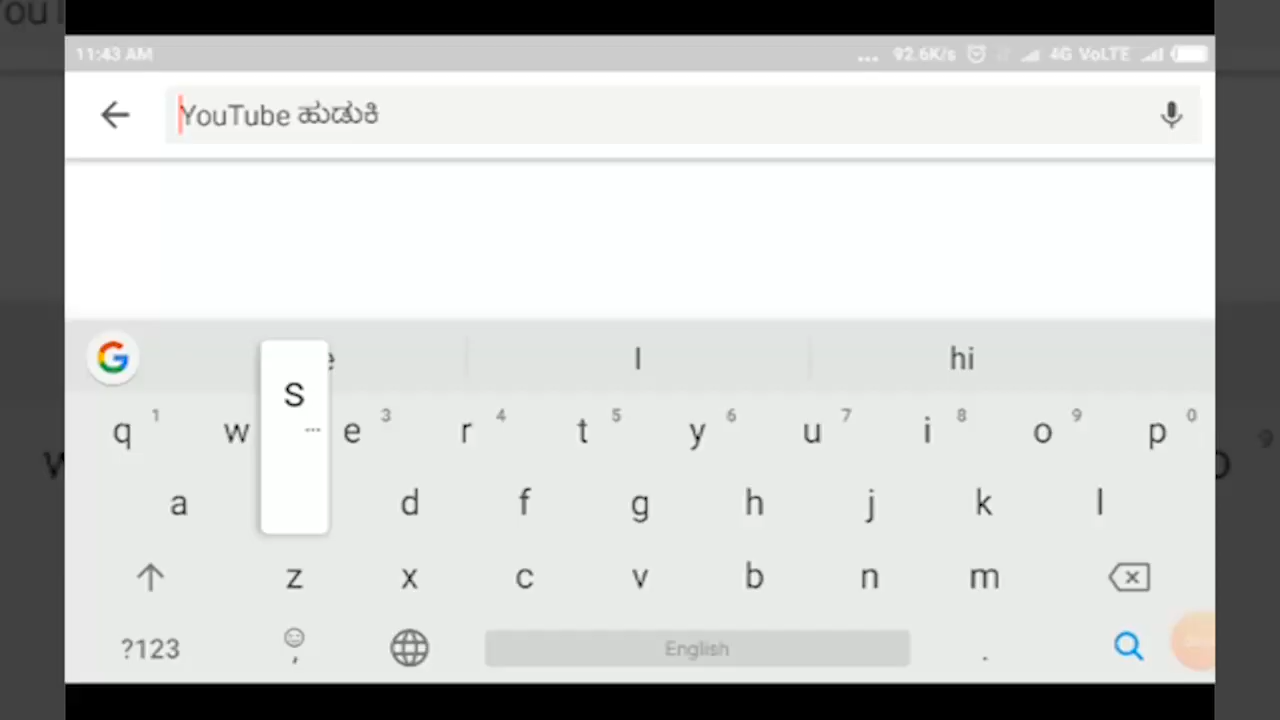 11:43 AM ... 92.6K/s 4G VoLTE
YouTube ಹುಡುಕಿ
I hi
S
q 1 w e 3 r 4 t 5 y 6 u 7 i 8 o 9 p 0
a d f g h j k l
z x c v b n m
?123 , English .